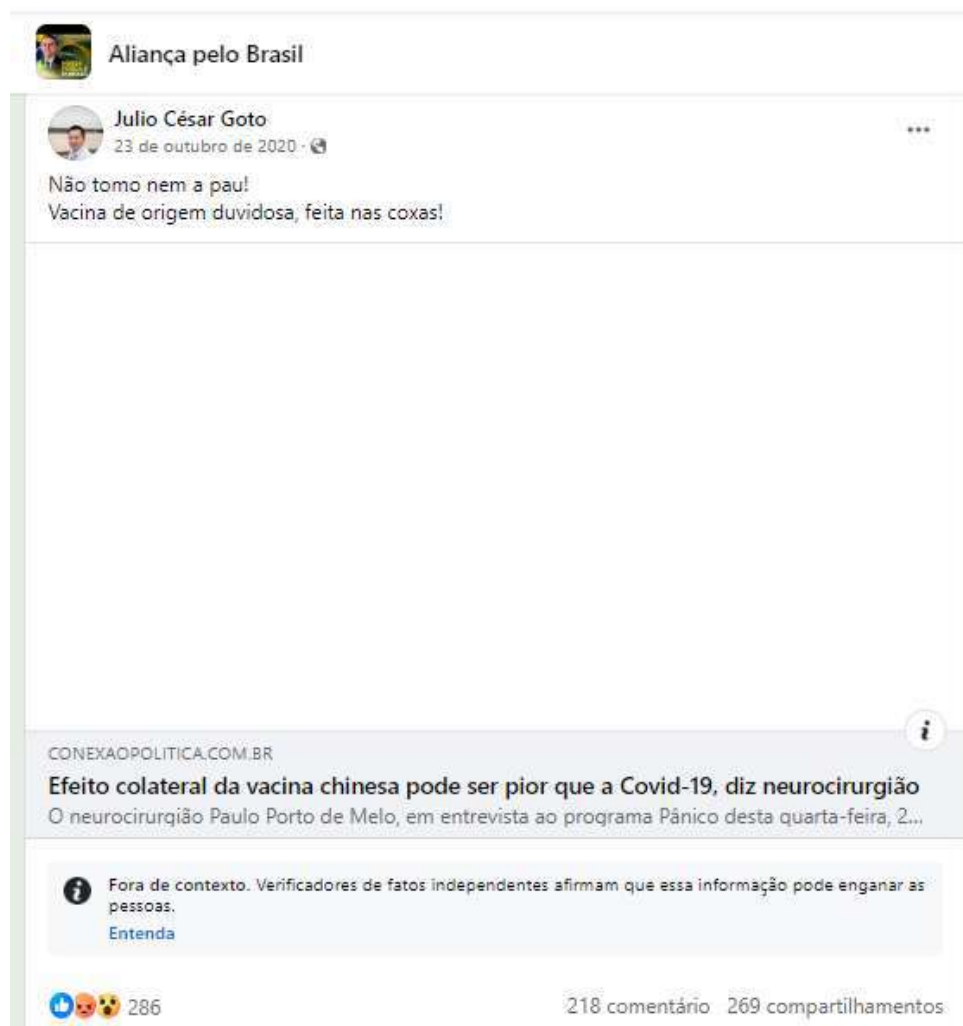 Aliança pelo Brasil
Julio César Goto
23 de outubro de 2020 ·
Não tomo nem a pau!
Vacina de origem duvidosa, feita nas coxas!
CONEXAOPOLITICA.COM.BR
Efeito colateral da vacina chinesa pode ser pior que a Covid-19, diz neurocirurgião
O neurocirurgião Paulo Porto de Melo, em entrevista ao programa Pânico desta quarta-feira, 2...
Fora de contexto. Verificadores de fatos independentes afirmam que essa informação pode enganar as
pessoas.
Entenda
286 218 comentário 269 compartilhamentos